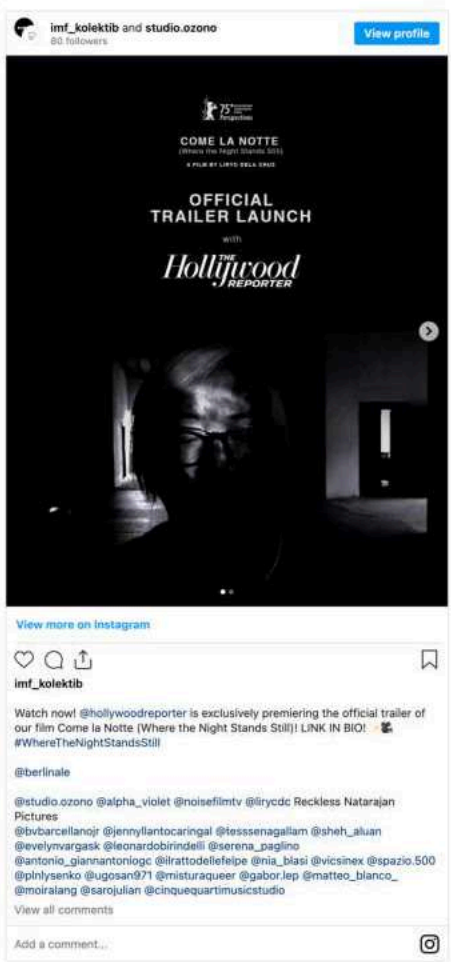 imf_kolektib and studio.ozono
80 followers
View profile
75
Perspectives
COME LA NOTTE
(Where the Night Stands Still)
A FILM BY LIRYO DELA CRUZ
OFFICIAL
TRAILER LAUNCH
with
THE
Hollywood
REPORTER
View more on Instagram
imf_kolektib
Watch now! @hollywoodreporter is exclusively premiering the official trailer of
our film Come la Notte (Where the Night Stands Still)! LINK IN BIO!
#WhereTheNightStandsStill
@berlinale
@studio.ozono @alpha_violet @noisefilmtv @lirycdc Reckless Natarajan
Pictures
@bvbarcellanojr @jennyllantocaringal @tesssenagallam @sheh_aluan
@evelynvargask @leonardobirindelli @serena_paglino
@antonio_giannantoniogc @ilrattodellefelpe @nia_blasi @vicsinex @spazio.500
@plnlysenko @ugosan971 @misturaqueer @gabor.lep @matteo_blanco_
@moiralang @sarojulian @cinquequartimusicstudio
View all comments
Add a comment...